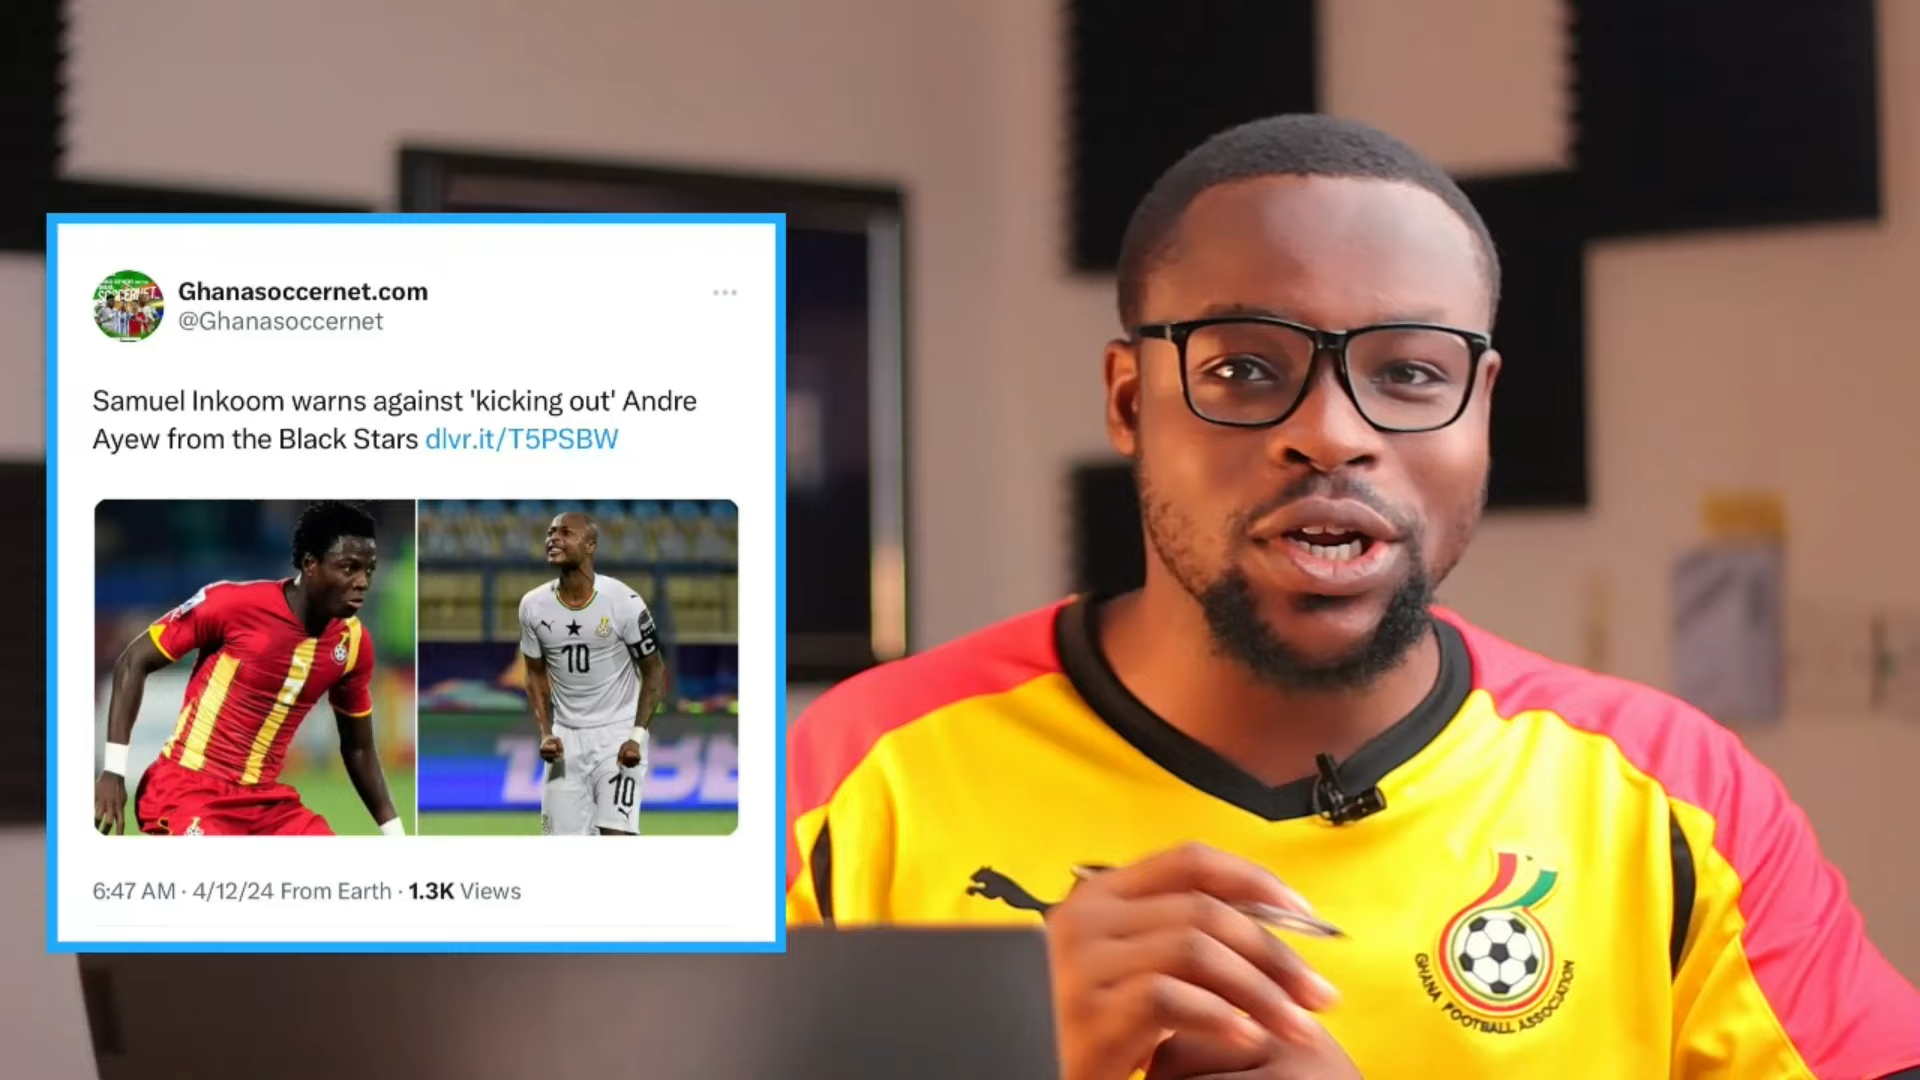 Ghanasoccernet.com
@Ghanasoccernet
Samuel Inkoom warns against 'kicking out' Andre
Ayew from the Black Stars dlvr.it/T5PSBW
10
C
10
6:47 AM · 4/12/24 From Earth · 1.3K Views
GHANA FOOTBALL ASSOCIATION